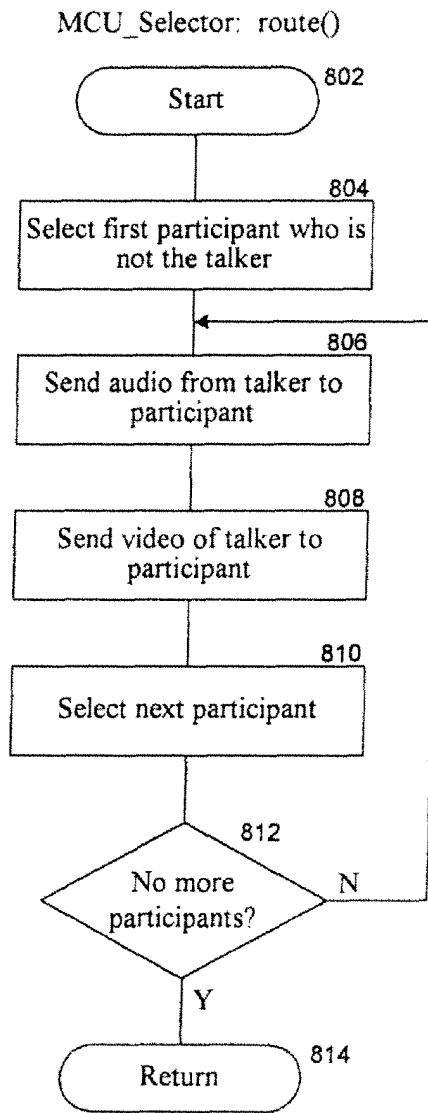 MCU_Selector: route()
802
Start
804
Select first participant who is
not the talker
806
Send audio from talker to
participant
808
Send video of talker to
participant
810
Select next participant
812
No more
participants?
N
Y
814
Return